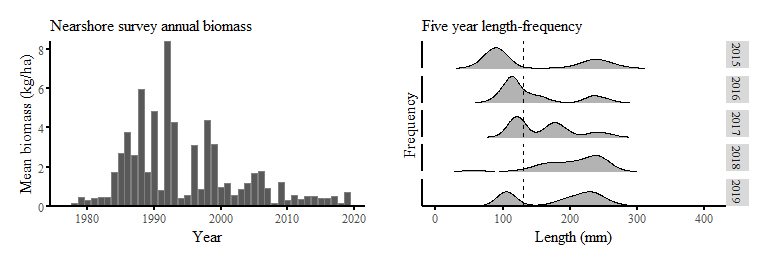 Nearshore survey annual biomass
Mean biomass (kg/ha)
8
6
4
2
0
1980 1990 2000 2010 2020
Year
Five year length-frequency
Frequency
2015
2016
2017
2018
2019
0 100 200 300 400
Length (mm)